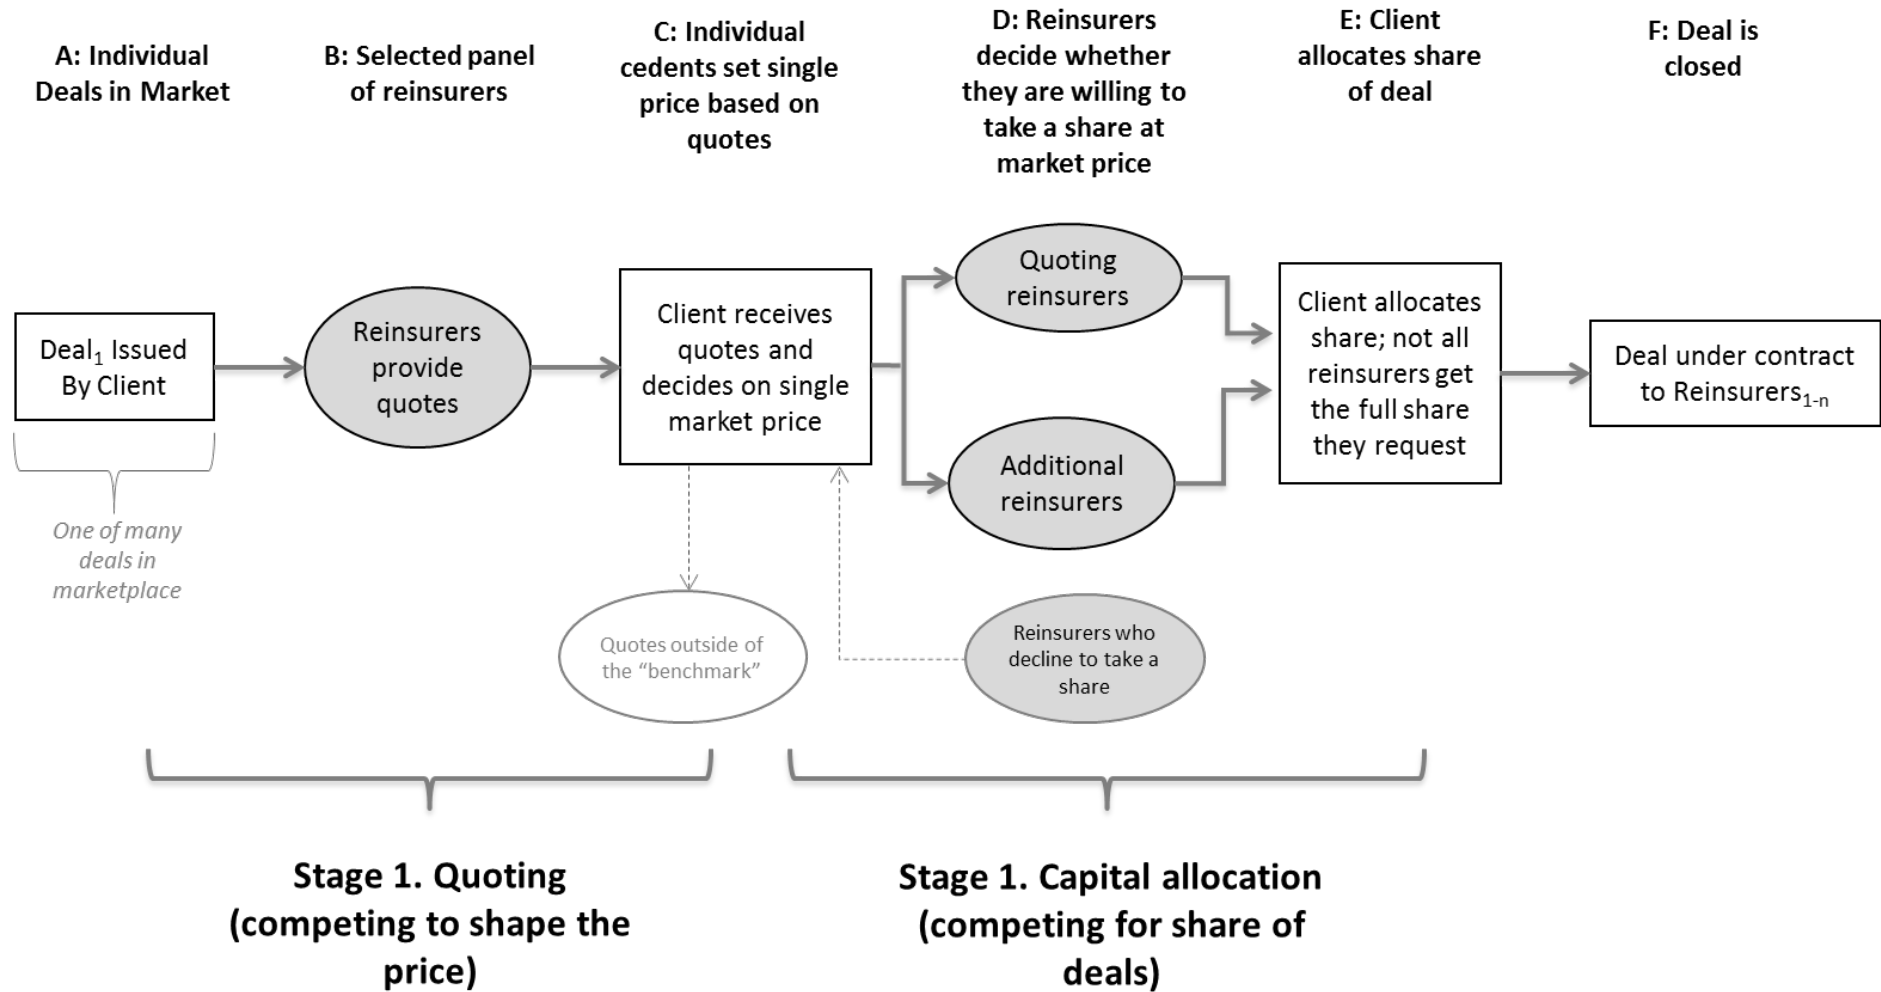 A: Individual
Deals in Market
B: Selected panel
of reinsurers
C: Individual
cedents set single
price based on
quotes
D: Reinsurers
decide whether
they are willing to
take a share at
market price
E: Client
allocates share
of deal
F: Deal is
closed
Deal₁ Issued
By Client
One of many
deals in
marketplace
Reinsurers
provide
quotes
Client receives
quotes and
decides on single
market price
Quotes outside of
the “benchmark”
Quoting
reinsurers
Additional
reinsurers
Reinsurers who
decline to take a
share
Client allocates
share; not all
reinsurers get
the full share
they request
Deal under contract
to Reinsurers₁₋ₙ
Stage 1. Quoting
(competing to shape the
price)
Stage 1. Capital allocation
(competing for share of
deals)